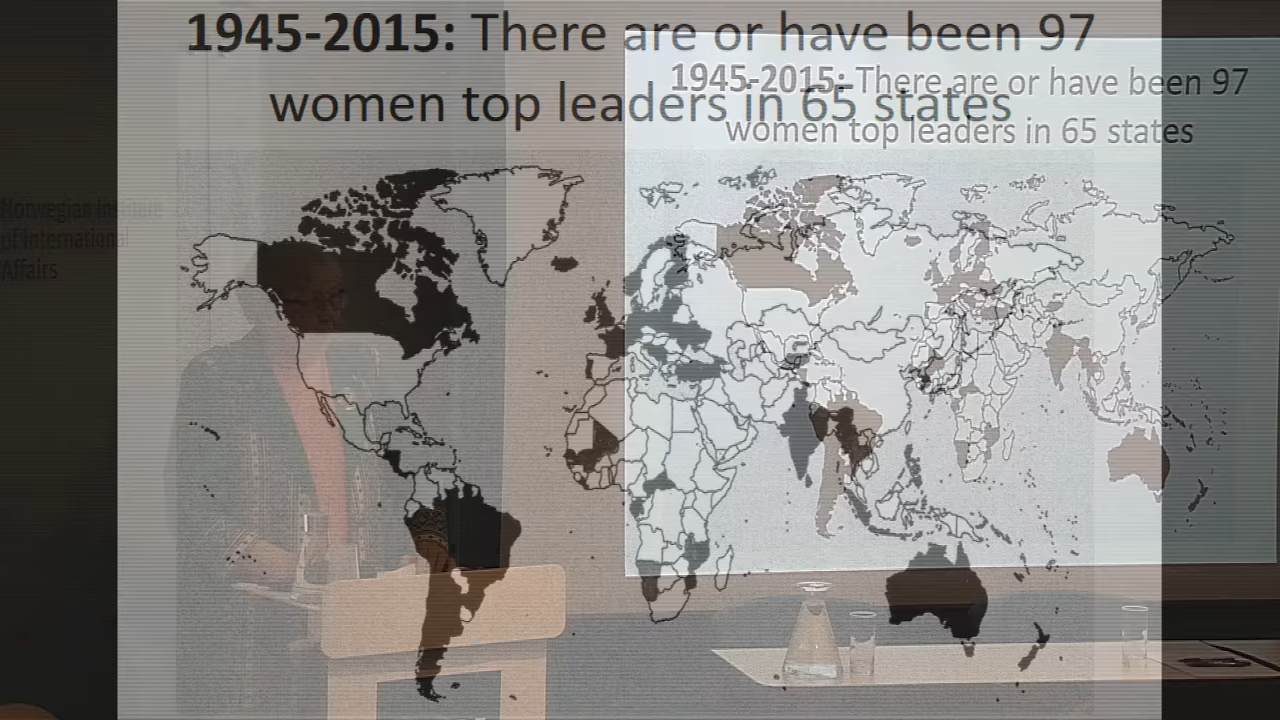 1945-2015: There are or have been 97
women top leaders in 65 states
1945-2015: There are or have been 97
women top leaders in 65 states
Norwegian Institute
of International
Affairs